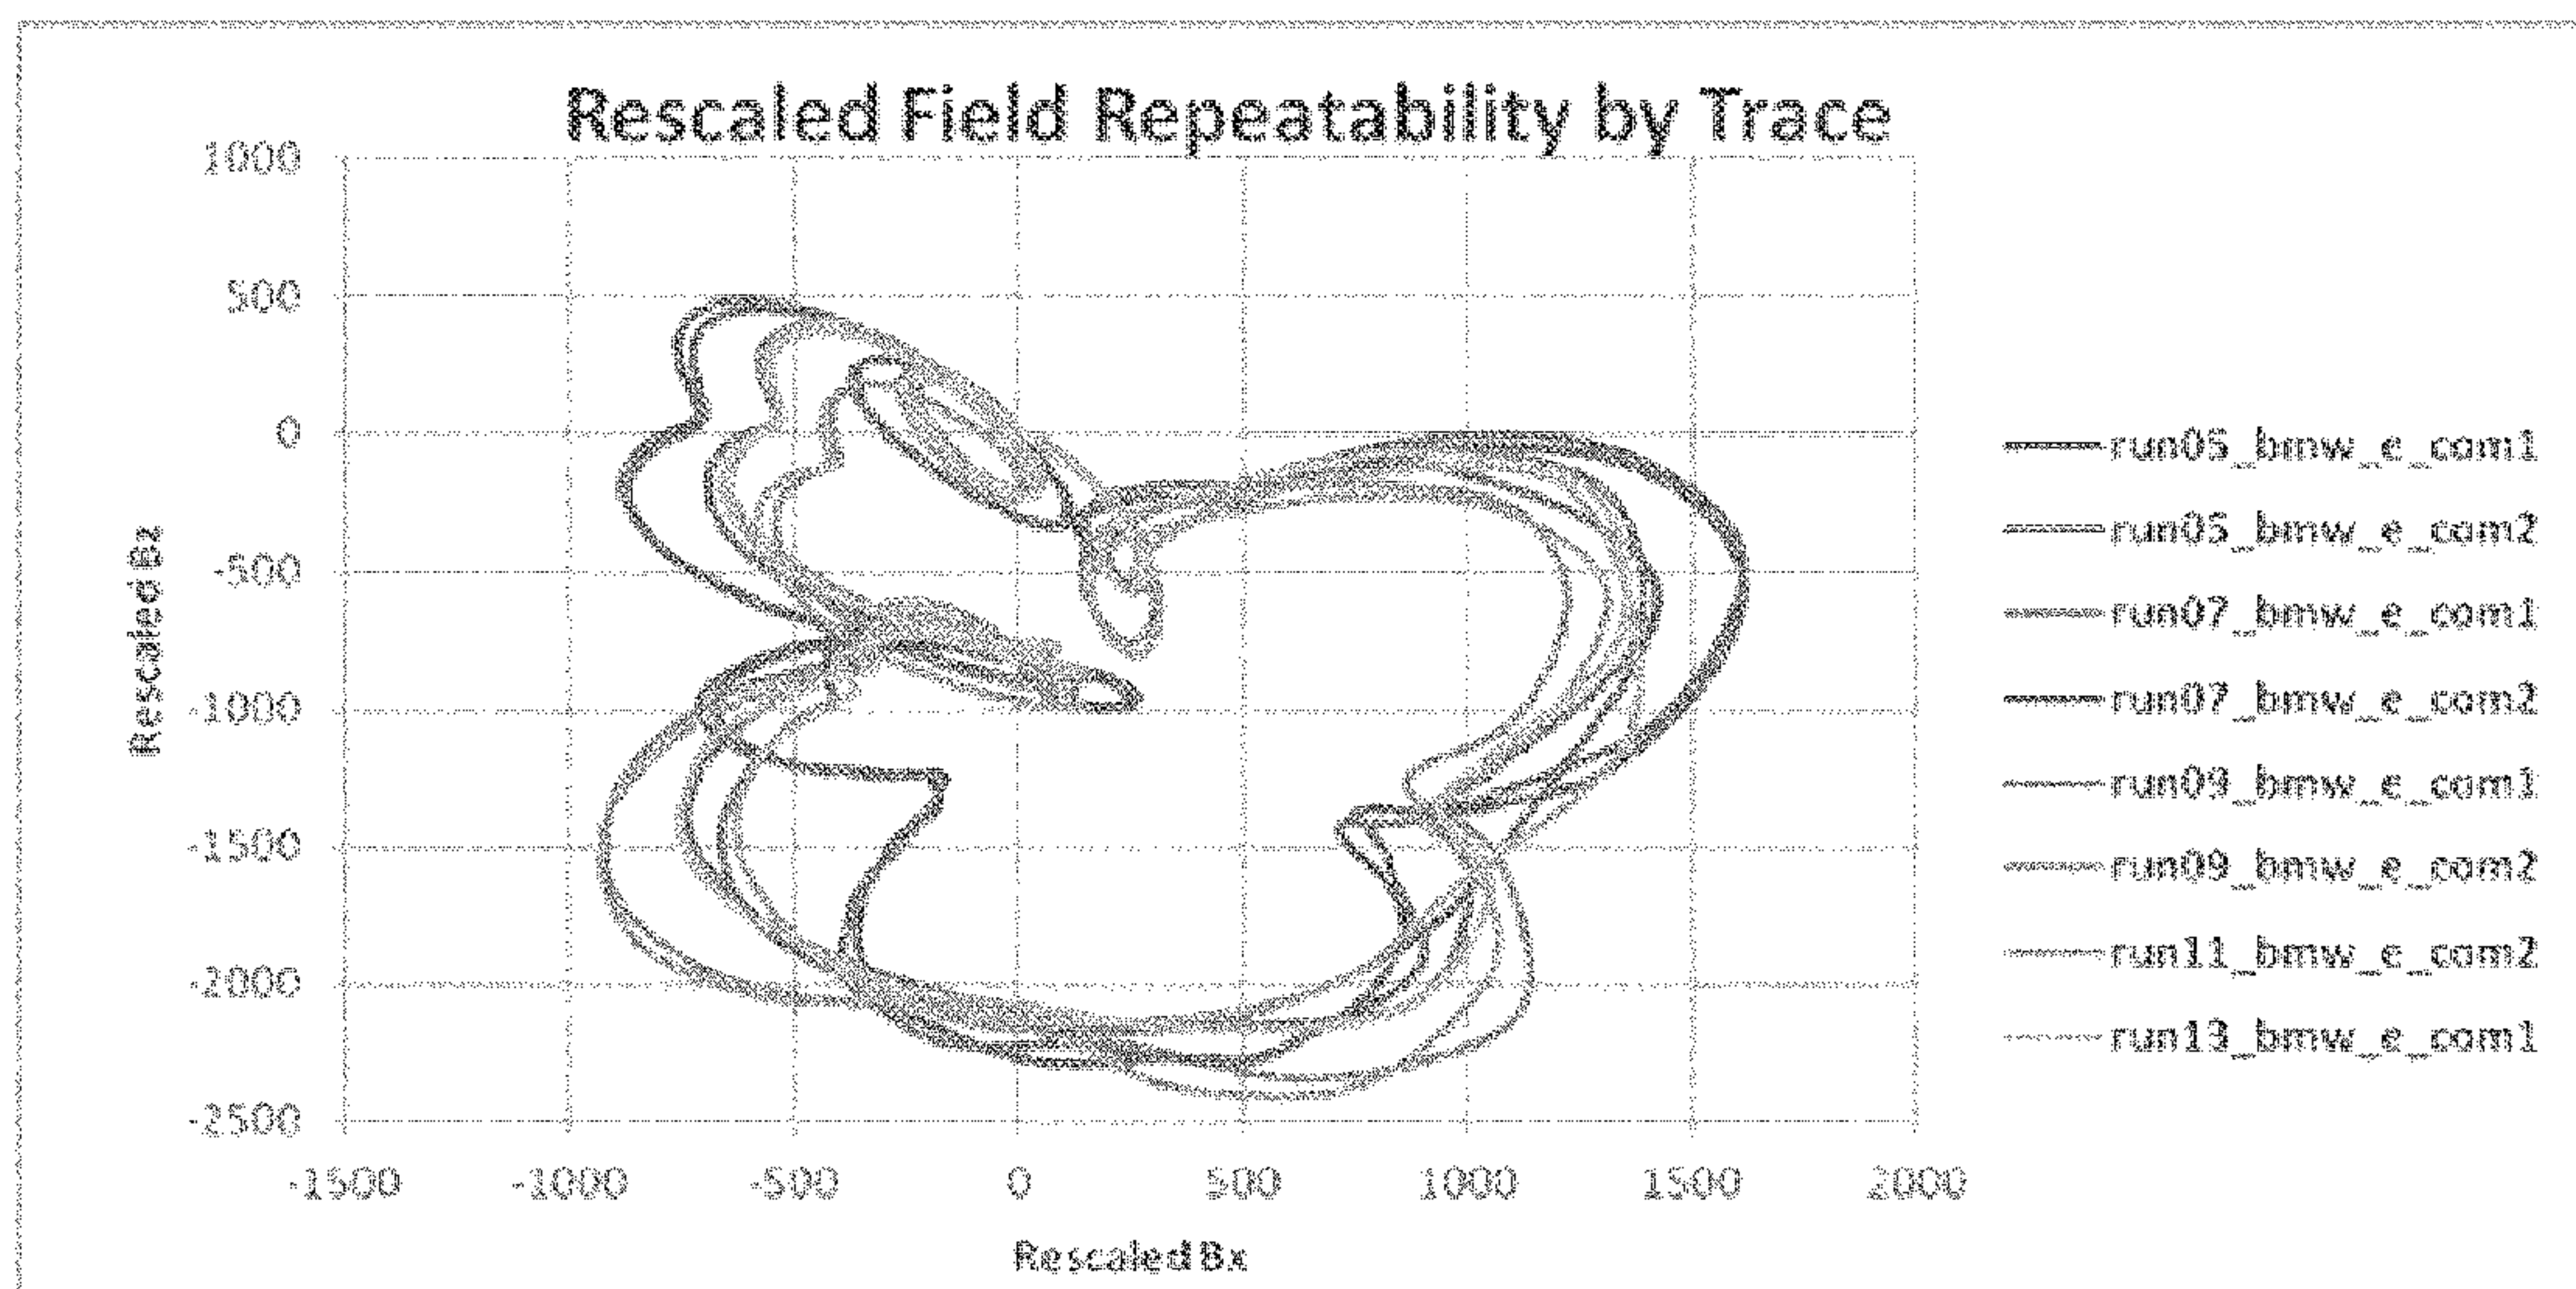 Rescaled Field Repeatability by Trace
1000
500
0
-500
-1000
-1500
-2000
-2500
Rescaled Bz
-1500 -1000 -500 0 500 1000 1500 2000
Rescaled Bx
run05_bmw_e_com1
run05_bmw_e_com2
run07_bmw_e_com1
run07_bmw_e_com2
run09_bmw_e_com1
run09_bmw_e_com2
run11_bmw_e_com2
run13_bmw_e_com1